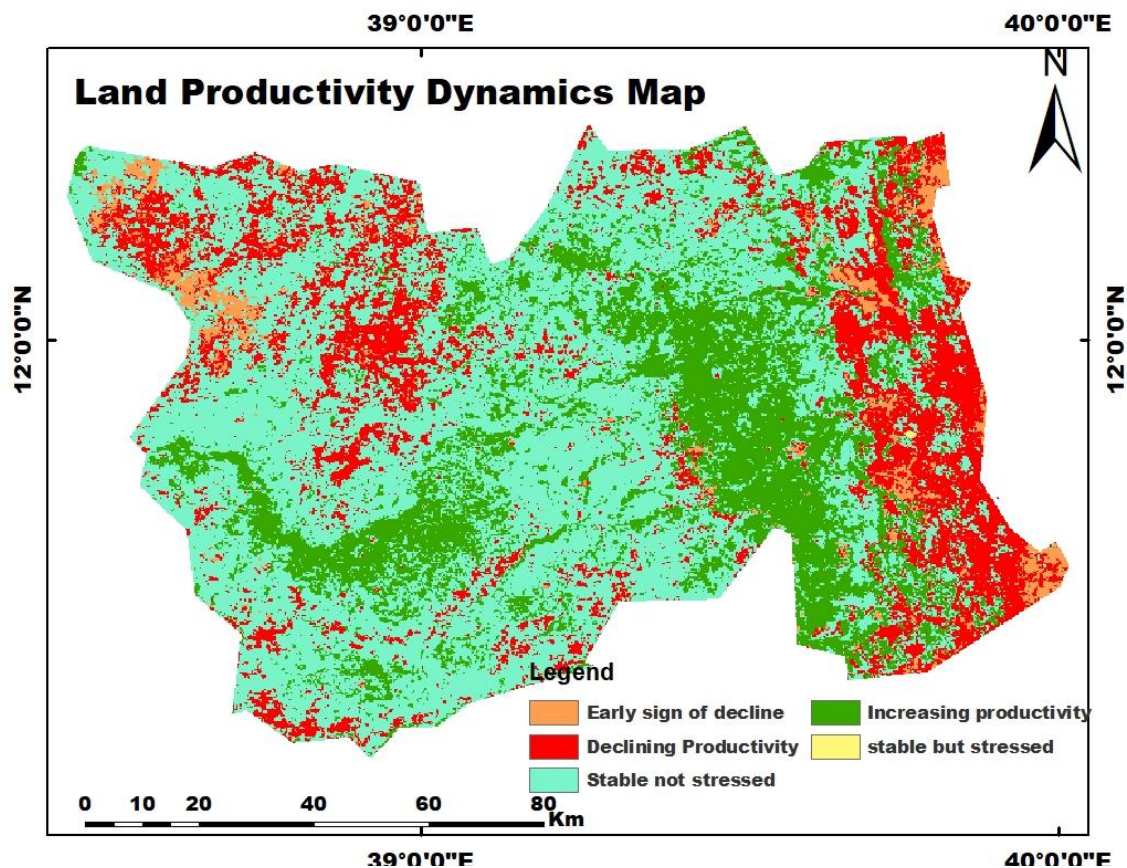 39°0'0"E 40°0'0"E
N
Land Productivity Dynamics Map
12°0'0"N 12°0'0"N
Legend
Early sign of decline Increasing productivity
Declining Productivity stable but stressed
Stable not stressed
0 10 20 40 60 80
Km
39°0'0"E 40°0'0"E